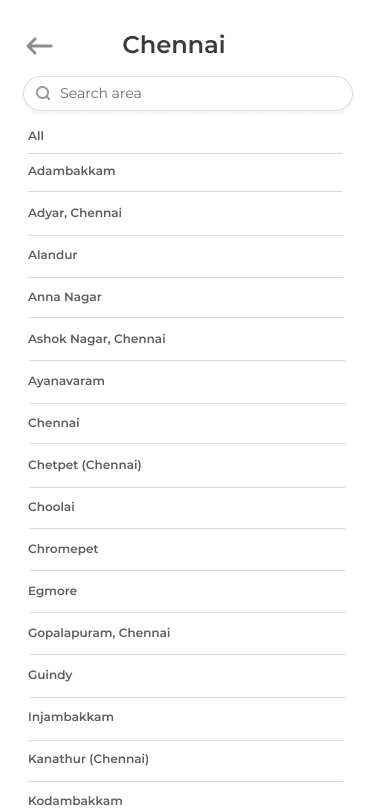 Chennai
Search area
All
Adambakkam
Adyar, Chennai
Alandur
Anna Nagar
Ashok Nagar, Chennai
Ayanavaram
Chennai
Chetpet (Chennai)
Choolai
Chromepet
Egmore
Gopalapuram, Chennai
Guindy
Injambakkam
Kanathur (Chennai)
Kodambakkam